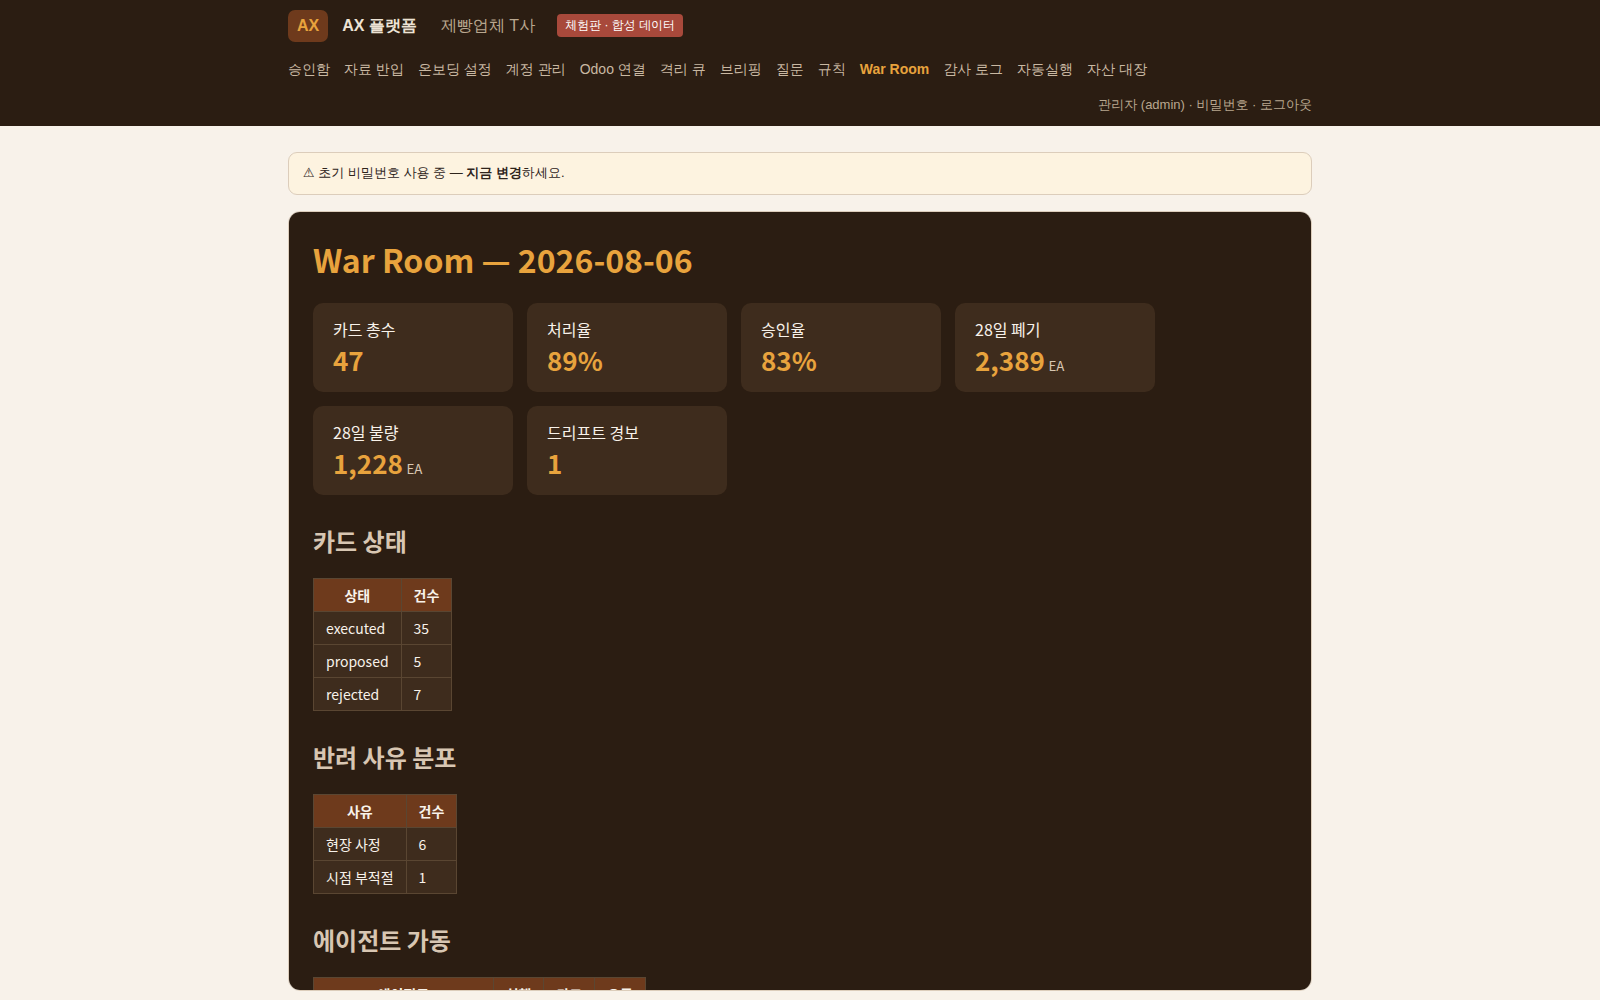 AX AX 플랫폼 제빵업체 T사 체험판 · 합성 데이터
승인함 자료 반입 온보딩 설정 계정 관리 Odoo 연결 격리 큐 브리핑 질문 규칙 War Room 감사 로그 자동실행 자산 대장
관리자 (admin) · 비밀번호 · 로그아웃
⚠ 초기 비밀번호 사용 중 — 지금 변경하세요.
War Room — 2026-08-06
카드 총수 처리율 승인율 28일 폐기
47 89% 83% 2,389 EA
28일 불량 드리프트 경보
1,228 EA 1
카드 상태
상태 건수
executed 35
proposed 5
rejected 7
반려 사유 분포
사유 건수
현장 사정 6
시점 부적절 1
에이전트 가동